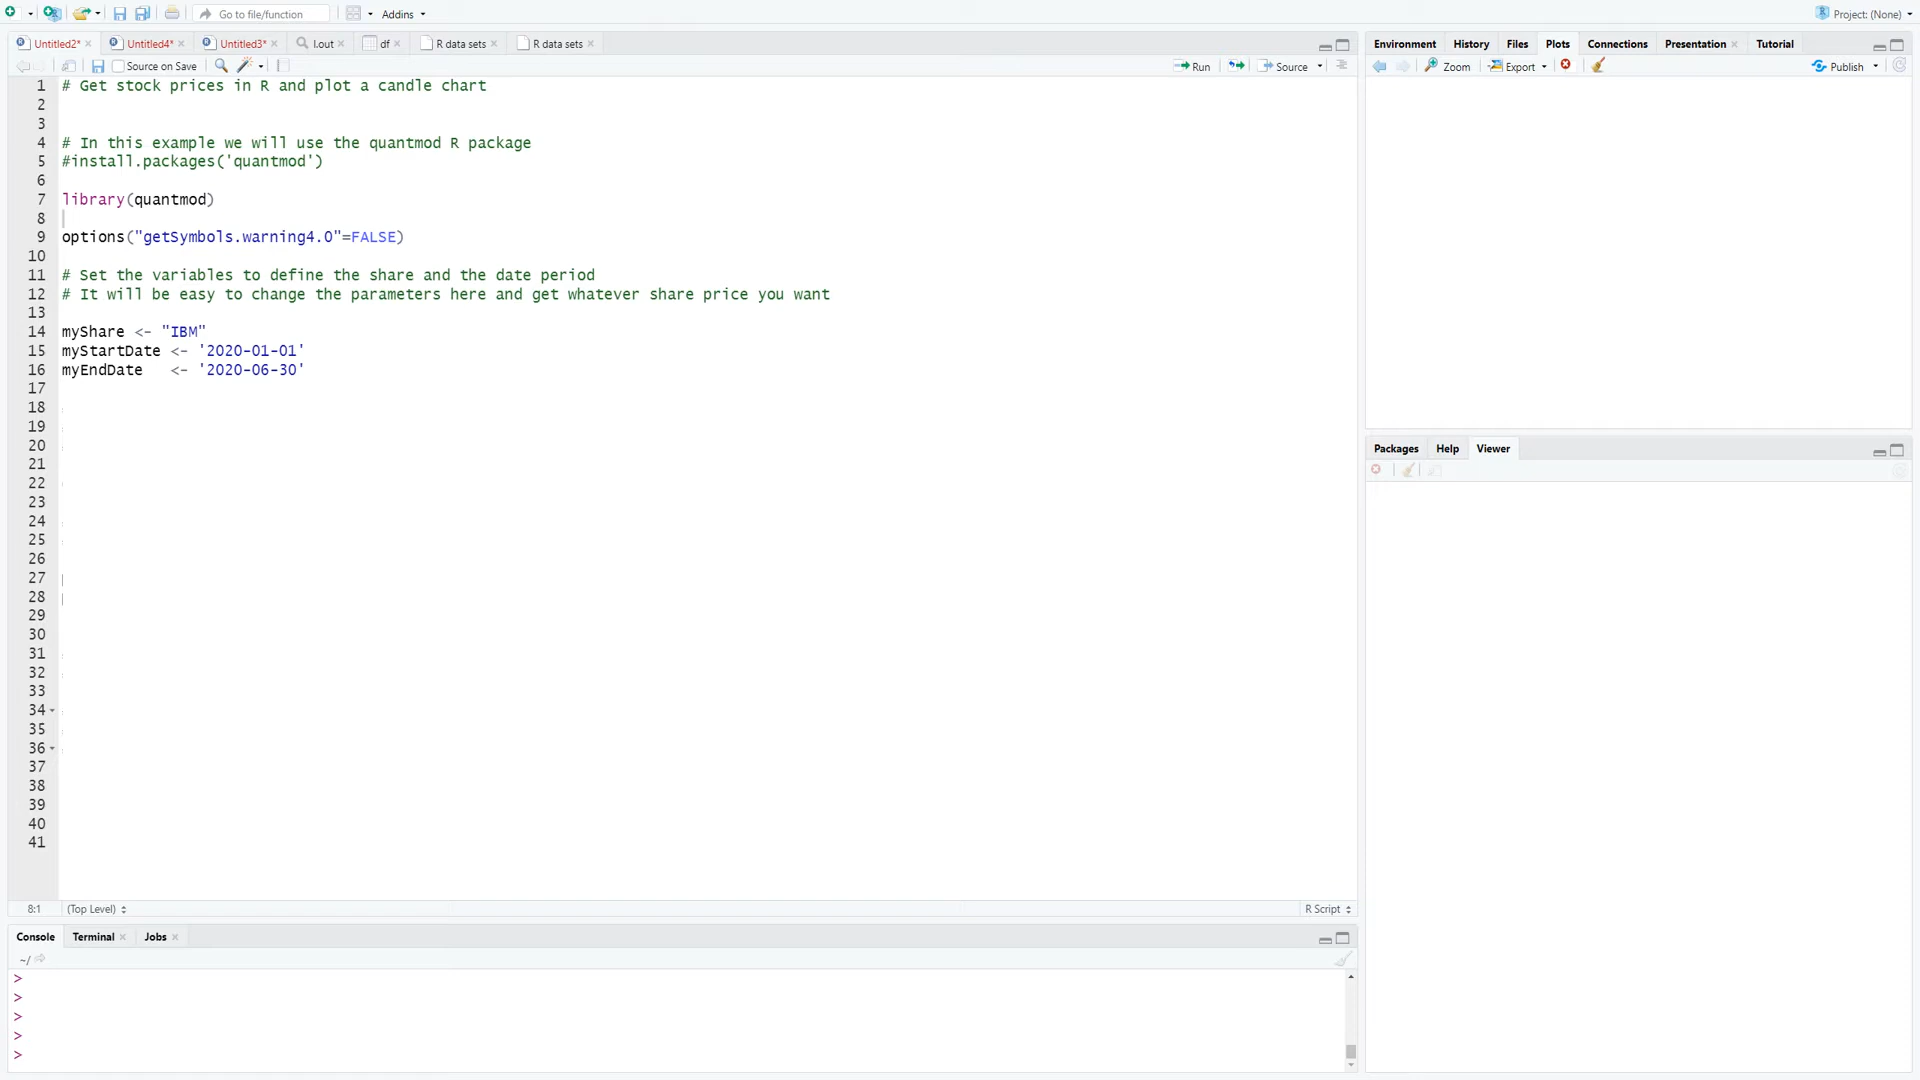 Go to file/function
Addins
Project: (None)
Untitled2*
Untitled4*
Untitled3*
l.out
df
R data sets
R data sets
Source on Save
Run
Source
1 # Get stock prices in R and plot a candle chart
2
3
4 # In this example we will use the quantmod R package
5 #install.packages('quantmod')
6
7 library(quantmod)
8
9 options("getSymbols.warning4.0"=FALSE)
10
11 # Set the variables to define the share and the date period
12 # It will be easy to change the parameters here and get whatever share price you want
13
14 myShare <- "IBM"
15 myStartDate <- '2020-01-01'
16 myEndDate   <- '2020-06-30'
17
18
19
20
21
22
23
24
25
26
27
28
29
30
31
32
33
34
35
36
37
38
39
40
41
8:1 (Top Level)
R Script
Console Terminal Jobs
~/
>
>
>
>
>
Environment History Files Plots Connections Presentation Tutorial
Zoom Export Publish
Packages Help Viewer